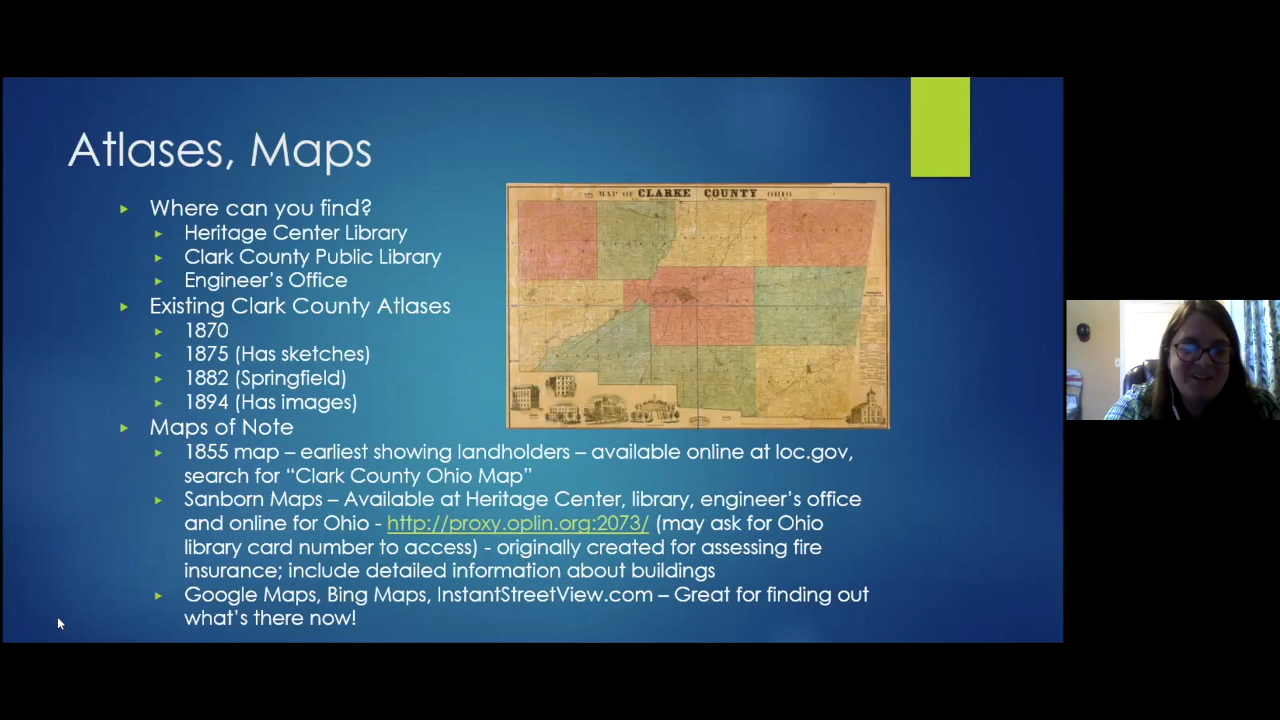 Atlases, Maps
Where can you find?
Heritage Center Library
Clark County Public Library
Engineer's Office
Existing Clark County Atlases
1870
1875 (Has sketches)
1882 (Springfield)
1894 (Has images)
Maps of Note
1855 map – earliest showing landholders – available online at loc.gov,
search for “Clark County Ohio Map”
Sanborn Maps – Available at Heritage Center, library, engineer's office
and online for Ohio - http://proxy.oplin.org:2073/ (may ask for Ohio
library card number to access) - originally created for assessing fire
insurance; include detailed information about buildings
Google Maps, Bing Maps, InstantStreetView.com – Great for finding out
what's there now!
MAP OF CLARKE COUNTY OHIO